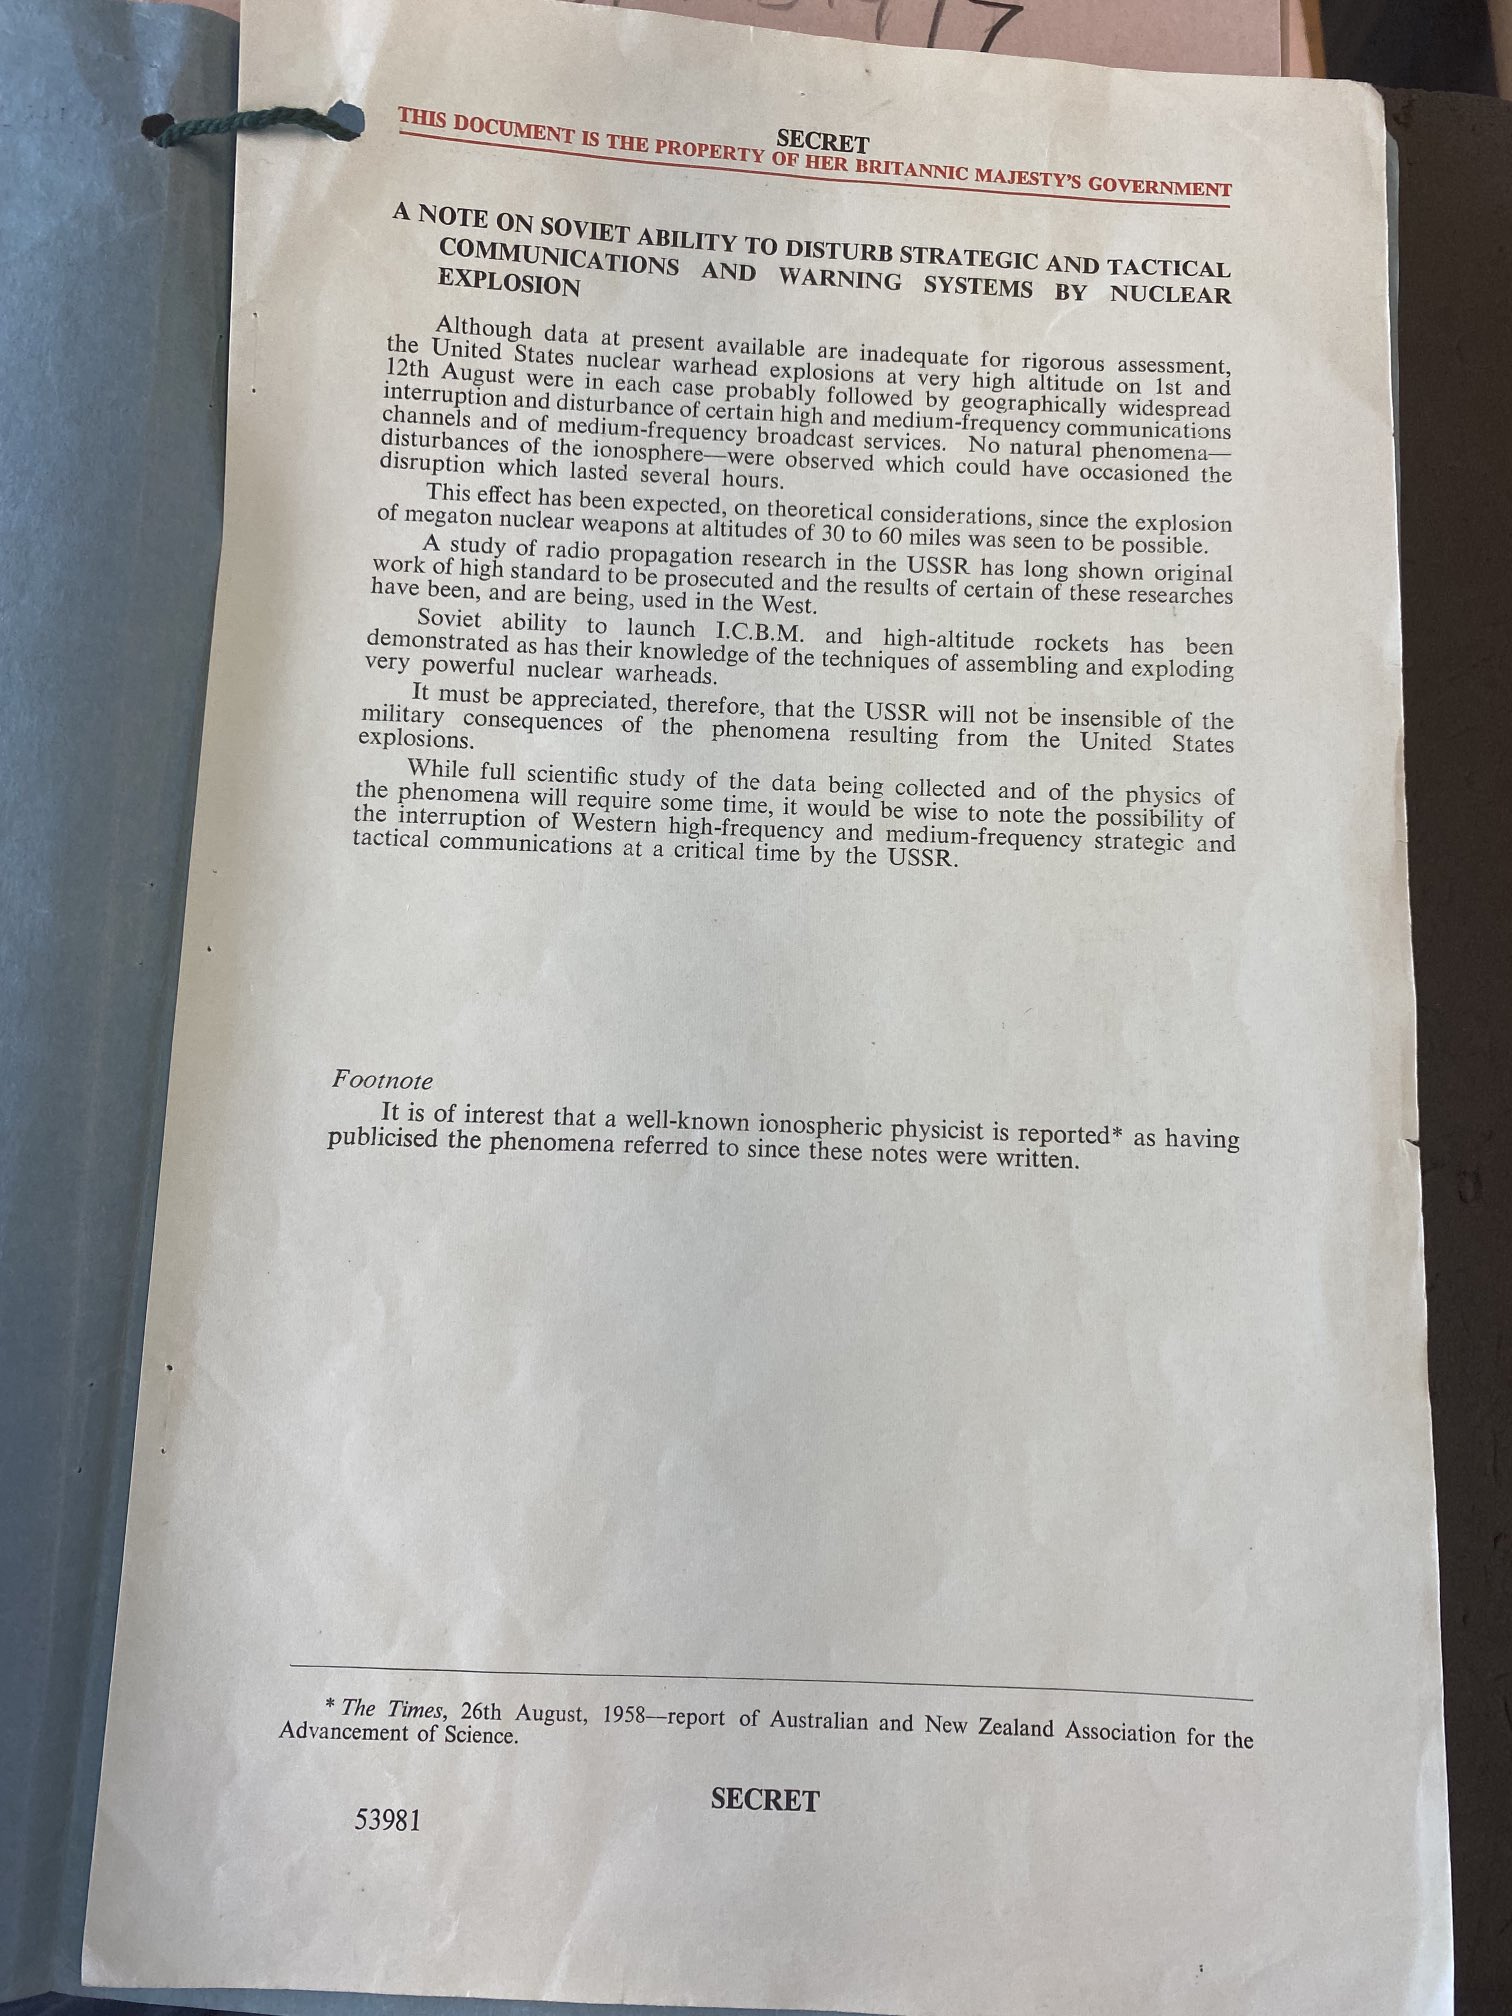 SECRET
THIS DOCUMENT IS THE PROPERTY OF HER BRITANNIC MAJESTY'S GOVERNMENT
A NOTE ON SOVIET ABILITY TO DISTURB STRATEGIC AND TACTICAL
COMMUNICATIONS AND WARNING SYSTEMS BY NUCLEAR
EXPLOSION
Although data at present available are inadequate for rigorous assessment,
the United States nuclear warhead explosions at very high altitude on 1st and
12th August were in each case probably followed by geographically widespread
interruption and disturbance of certain high and medium-frequency communications
channels and of medium-frequency broadcast services. No natural phenomena—
disturbances of the ionosphere—were observed which could have occasioned the
disruption which lasted several hours.
This effect has been expected, on theoretical considerations, since the explosion
of megaton nuclear weapons at altitudes of 30 to 60 miles was seen to be possible.
A study of radio propagation research in the USSR has long shown original
work of high standard to be prosecuted and the results of certain of these researches
have been, and are being, used in the West.
Soviet ability to launch I.C.B.M. and high-altitude rockets has been
demonstrated as has their knowledge of the techniques of assembling and exploding
very powerful nuclear warheads.
It must be appreciated, therefore, that the USSR will not be insensible of the
military consequences of the phenomena resulting from the United States
explosions.
While full scientific study of the data being collected and of the physics of
the phenomena will require some time, it would be wise to note the possibility of
the interruption of Western high-frequency and medium-frequency strategic and
tactical communications at a critical time by the USSR.
Footnote
It is of interest that a well-known ionospheric physicist is reported* as having
publicised the phenomena referred to since these notes were written.
* The Times, 26th August, 1958—report of Australian and New Zealand Association for the
Advancement of Science.
SECRET
53981